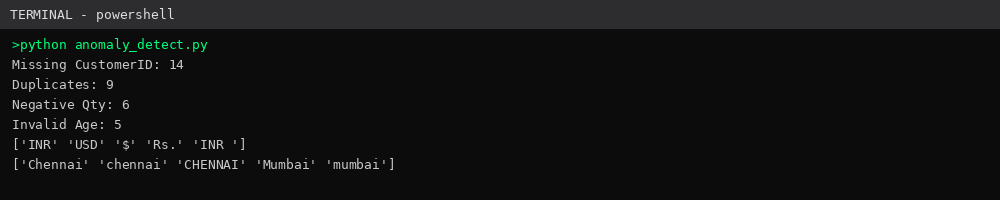 TERMINAL - powershell
>python anomaly_detect.py
Missing CustomerID: 14
Duplicates: 9
Negative Qty: 6
Invalid Age: 5
['INR' 'USD' '$' 'Rs.' 'INR ']
['Chennai' 'chennai' 'CHENNAI' 'Mumbai' 'mumbai']